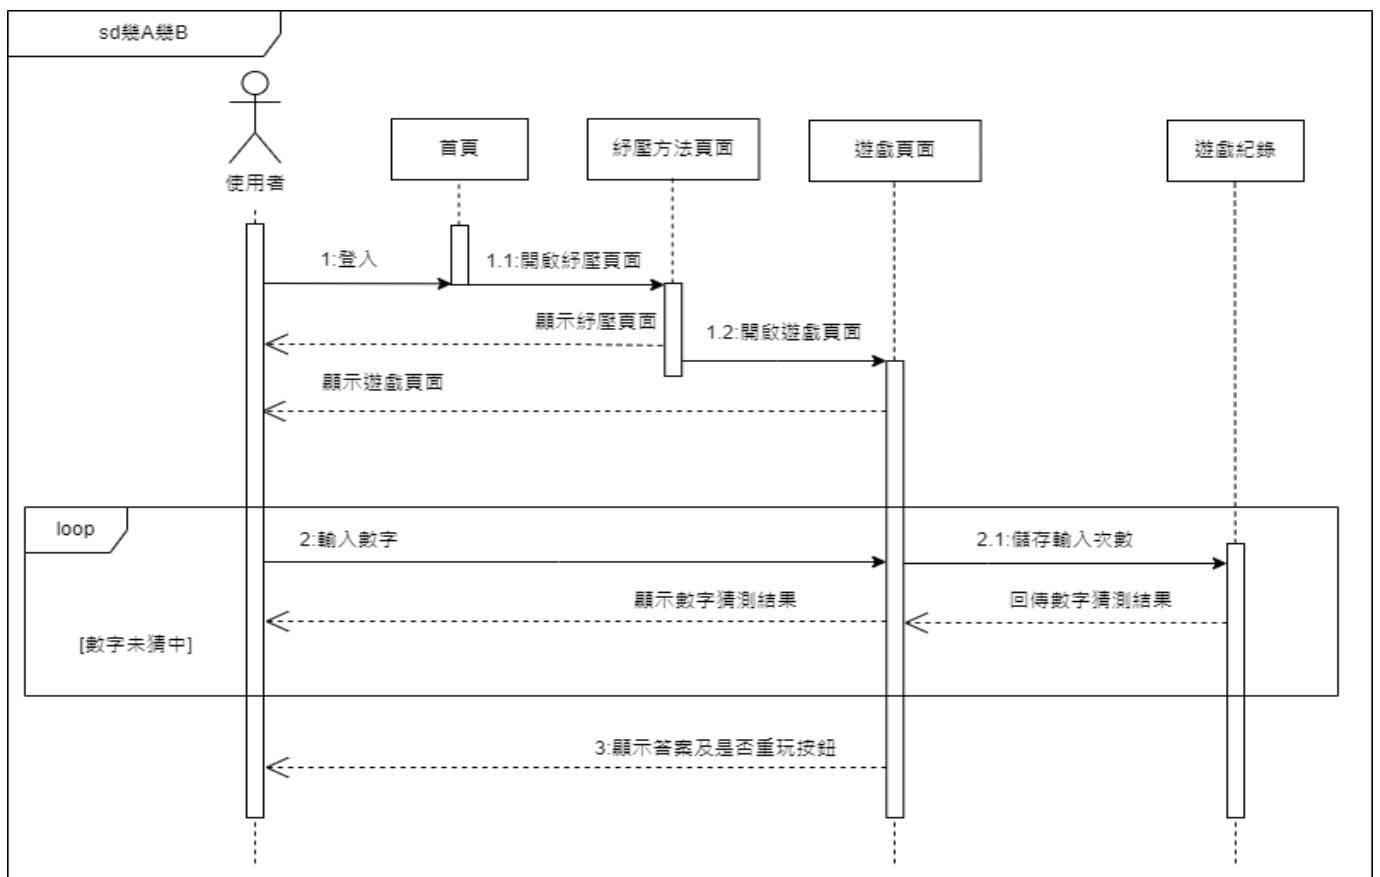 sd幾A幾B
使用者
首頁
紓壓方法頁面
遊戲頁面
遊戲紀錄
1:登入
1.1:開啟紓壓頁面
顯示紓壓頁面
1.2:開啟遊戲頁面
顯示遊戲頁面
loop
2:輸入數字
2.1:儲存輸入次數
顯示數字猜測結果
回傳數字猜測結果
[數字未猜中]
3:顯示答案及是否重玩按鈕